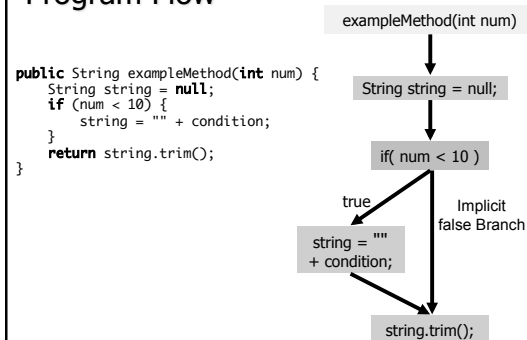 Program Flow
public String exampleMethod(int num) {
String string = null;
if (num < 10) {
string = "" + condition;
}
return string.trim();
}
exampleMethod(int num)
String string = null;
if( num < 10 )
true
Implicit
false Branch
string = ""
+ condition;
string.trim();